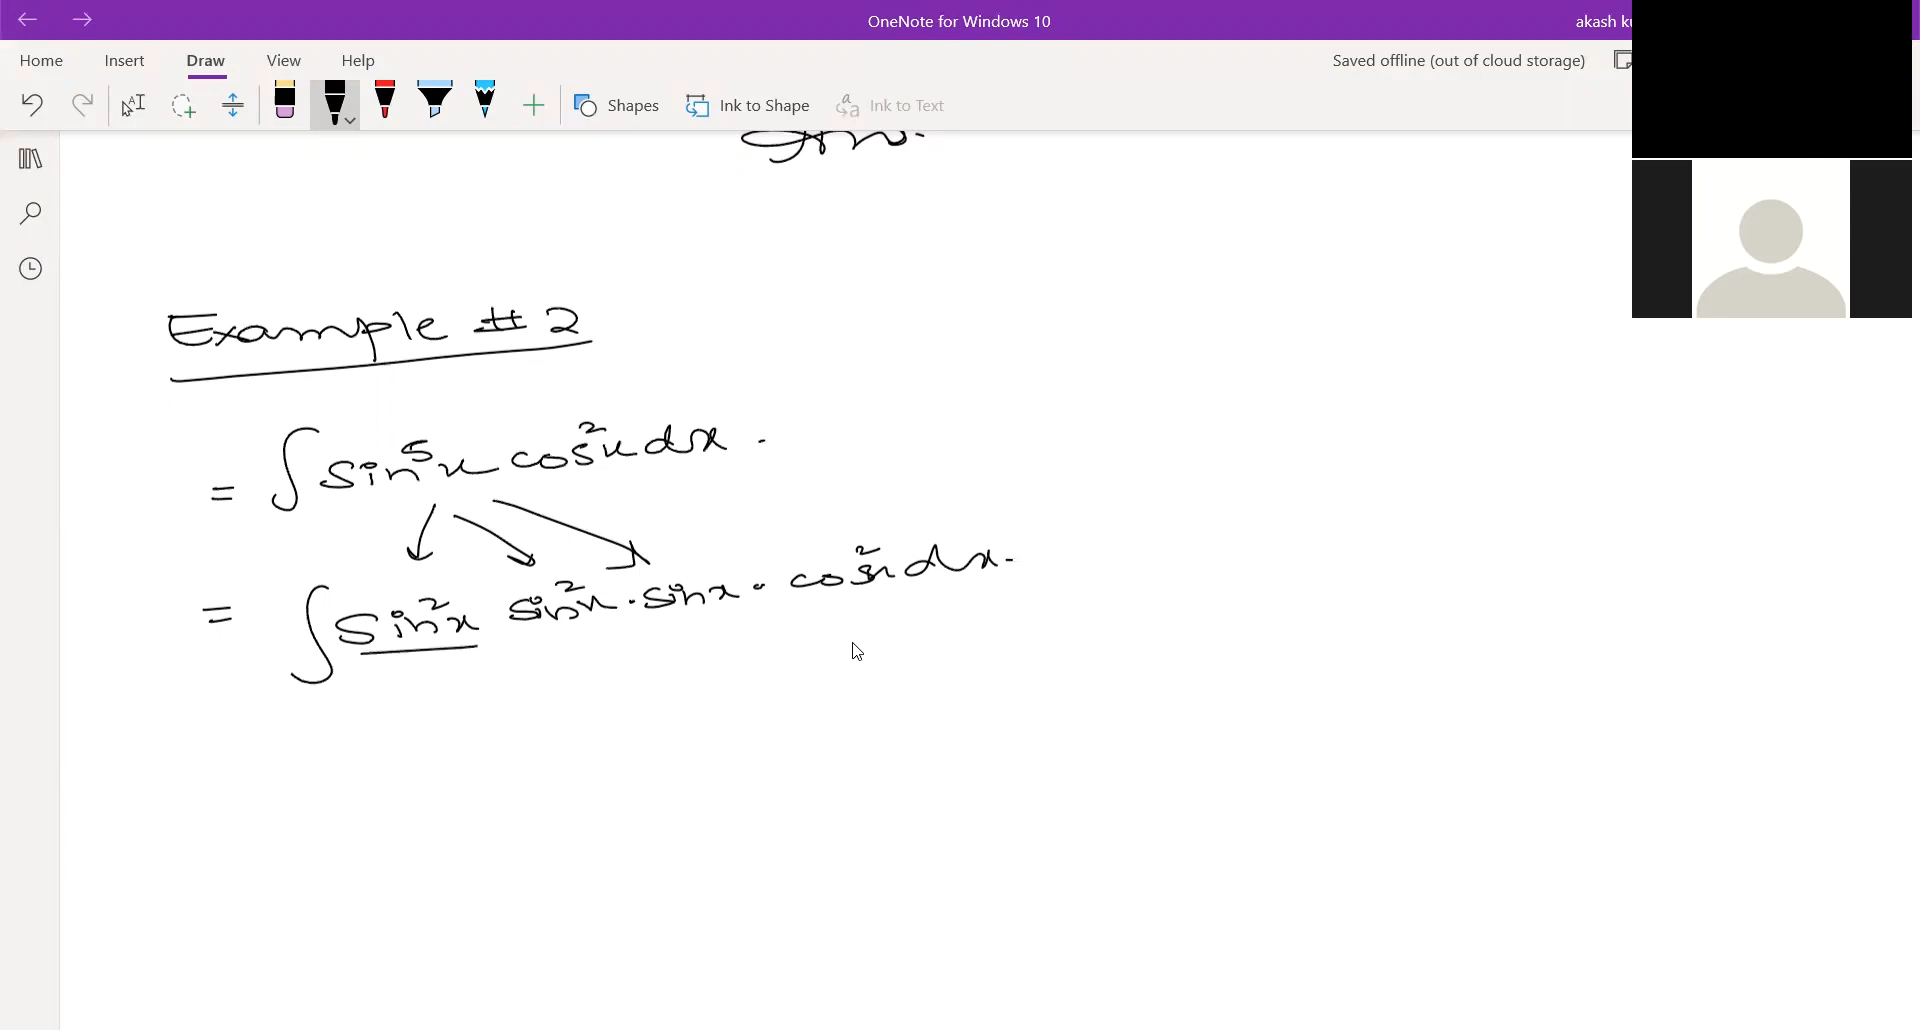 OneNote for Windows 10
akash ku
Home Insert Draw View Help
Saved offline (out of cloud storage)
Shapes Ink to Shape Ink to Text
Example # 2
= ∫ sin⁵x cos²x dx .
= ∫ sin²x sin²x . sinx . cos²x dx .